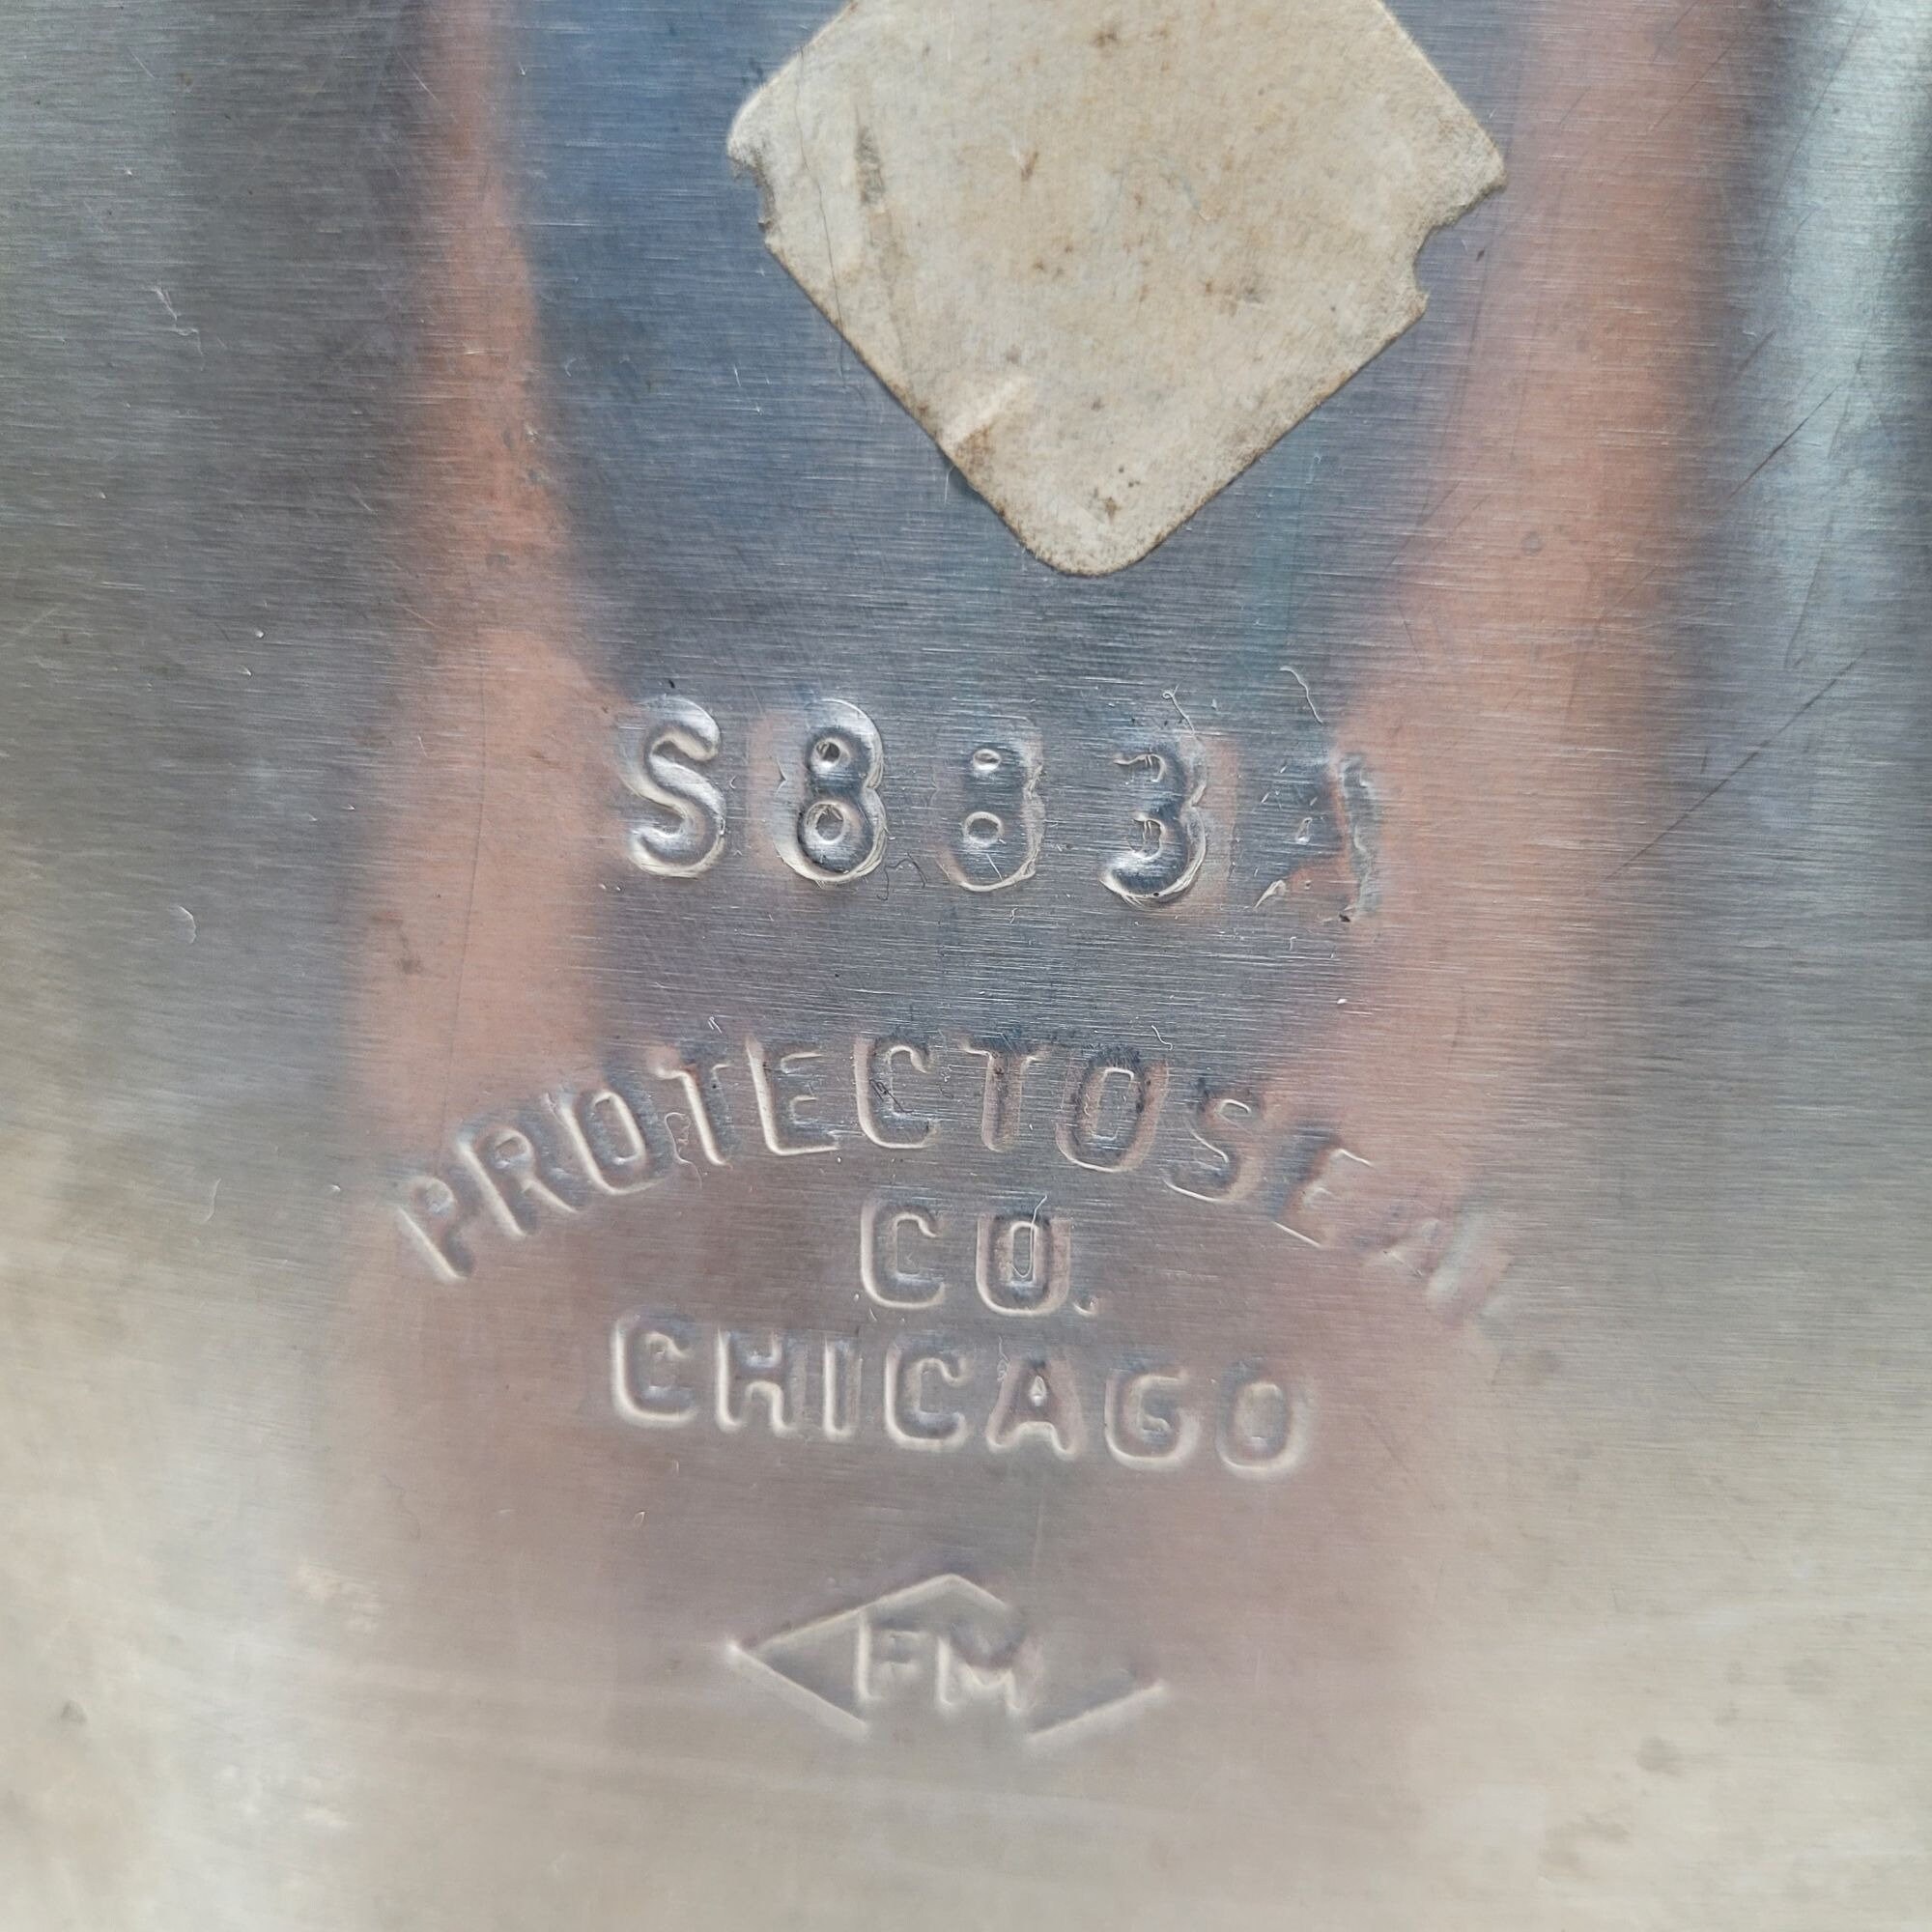 S883A
PROTECTOSEAL
CO.
CHICAGO
FM